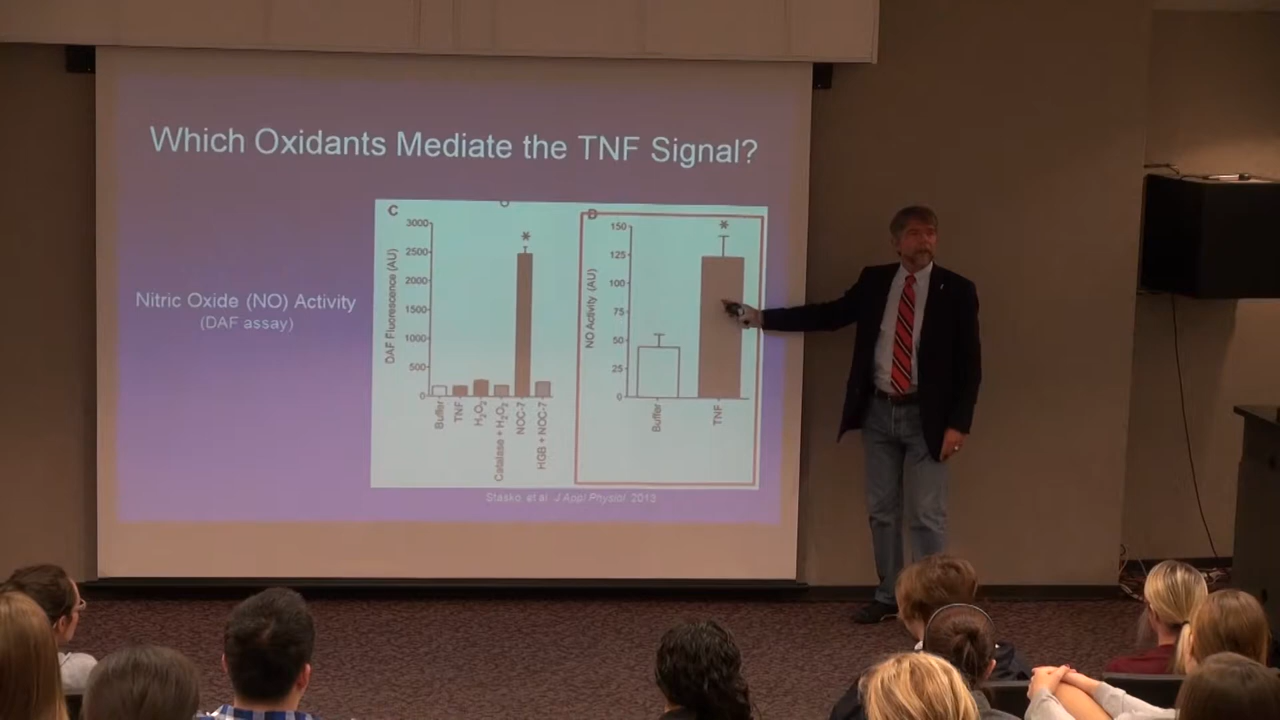 Which Oxidants Mediate the TNF Signal?
Nitric Oxide (NO) Activity
(DAF assay)
C
DAF Fluorescence (AU)
3000
2500
2000
1500
1000
500
0
*
Buffer
TNF
H₂O₂
Catalase + H₂O₂
NOC-7
HGB + NOC-7
D
NO Activity (AU)
150
125
100
75
50
25
0
*
Buffer
TNF
Stasko, et al. J Appl Physiol, 2013